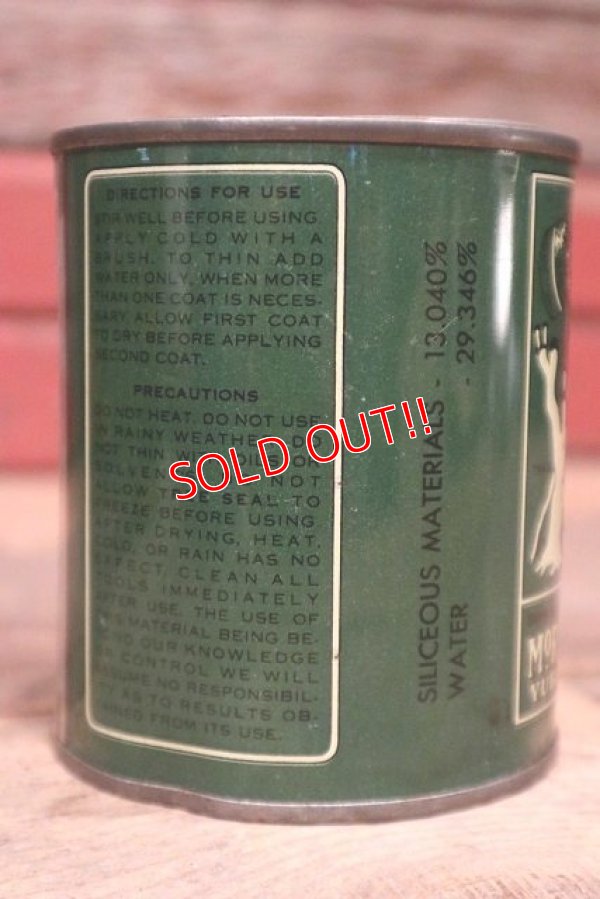 DIRECTIONS FOR USE
STIR WELL BEFORE USING.
APPLY COLD WITH A
BRUSH. TO THIN ADD
WATER ONLY. WHEN MORE
THAN ONE COAT IS NECES-
SARY, ALLOW FIRST COAT
TO DRY BEFORE APPLYING
SECOND COAT.
PRECAUTIONS
DO NOT HEAT. DO NOT USE
IN RAINY WEATHER. DO
NOT THIN WITH OILS OR
SOLVENTS. NOT
ALLOW TREE SEAL TO
FREEZE BEFORE USING
AFTER DRYING, HEAT,
COLD, OR RAIN HAS NO
EFFECT. CLEAN ALL
TOOLS IMMEDIATELY
AFTER USE. THE USE OF
THIS MATERIAL BEING BE-
YOND OUR KNOWLEDGE
OR CONTROL WE WILL
ASSUME NO RESPONSIBIL-
ITY AS TO RESULTS OB-
TAINED FROM ITS USE.
SILICEOUS MATERIALS - 13.040%
WATER - 29.346%
SOLD OUT!!